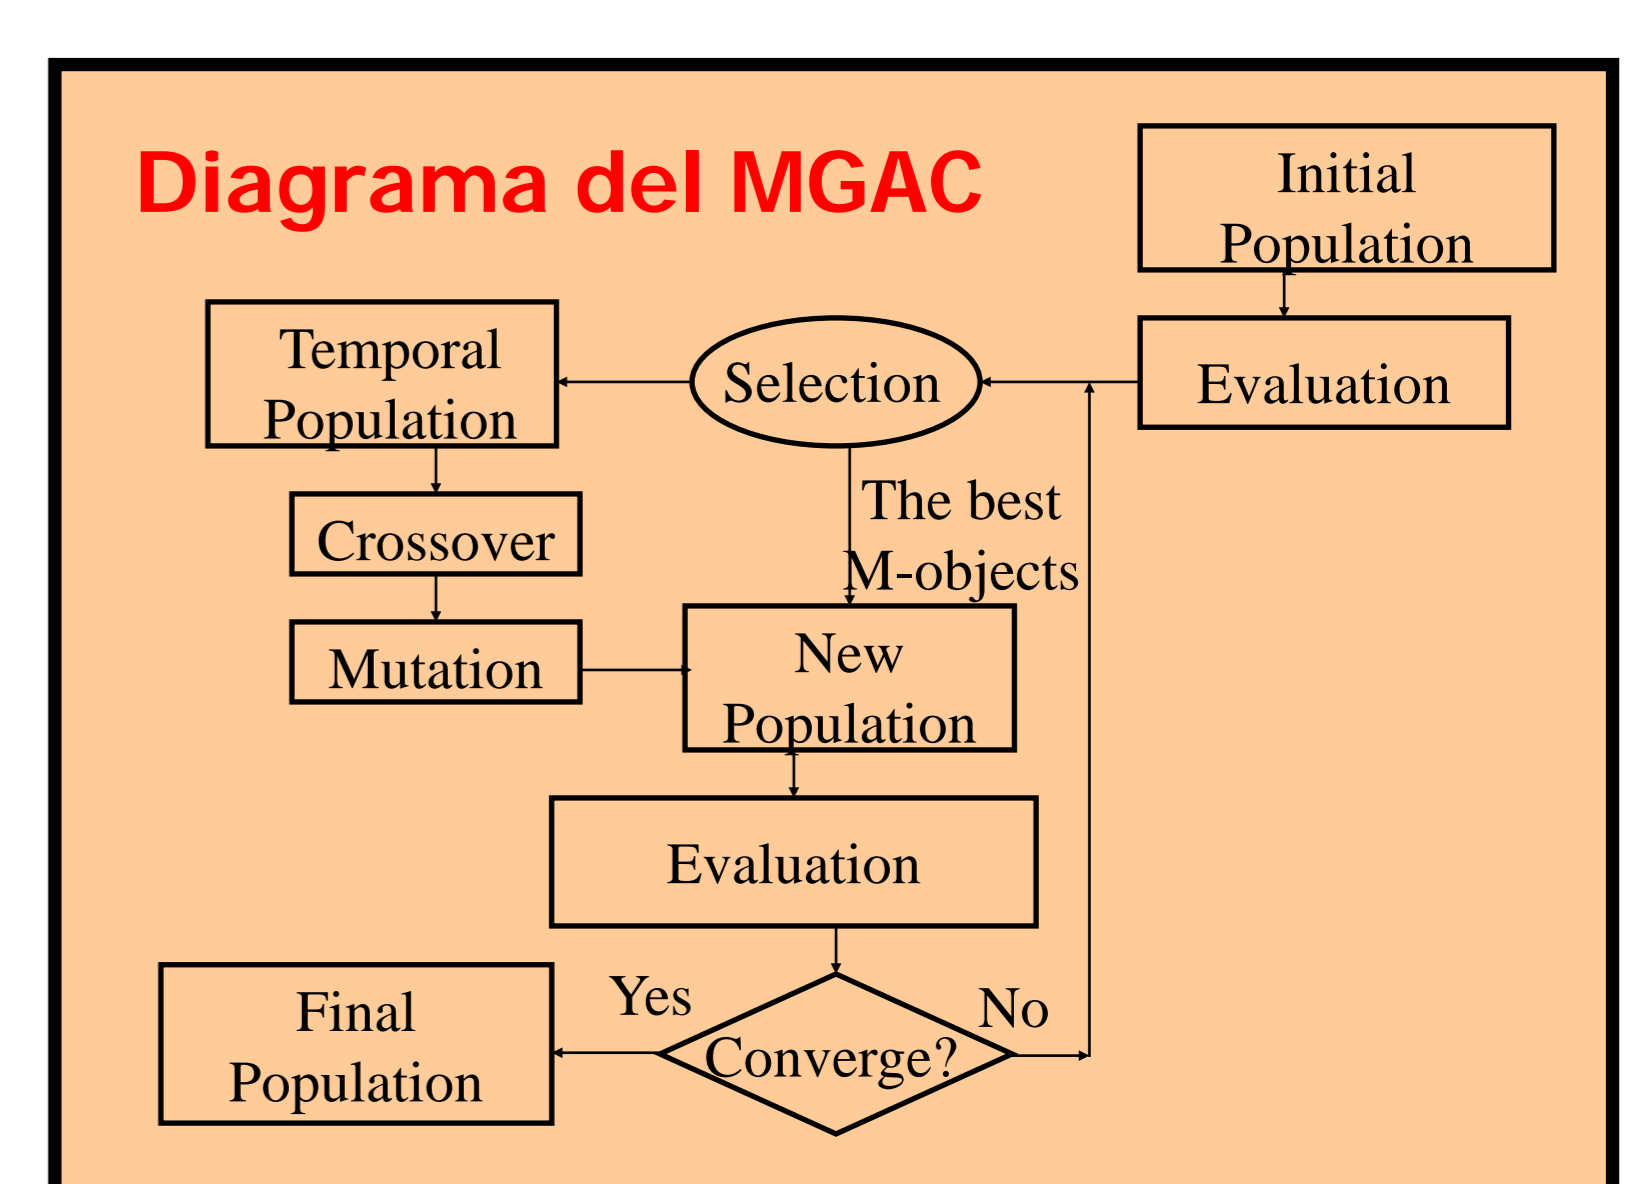 Diagrama del MGAC
Initial
Population
Temporal
Population
Selection
Evaluation
The best
M-objects
Crossover
Mutation
New
Population
Evaluation
Final
Population
Yes
Converge?
No